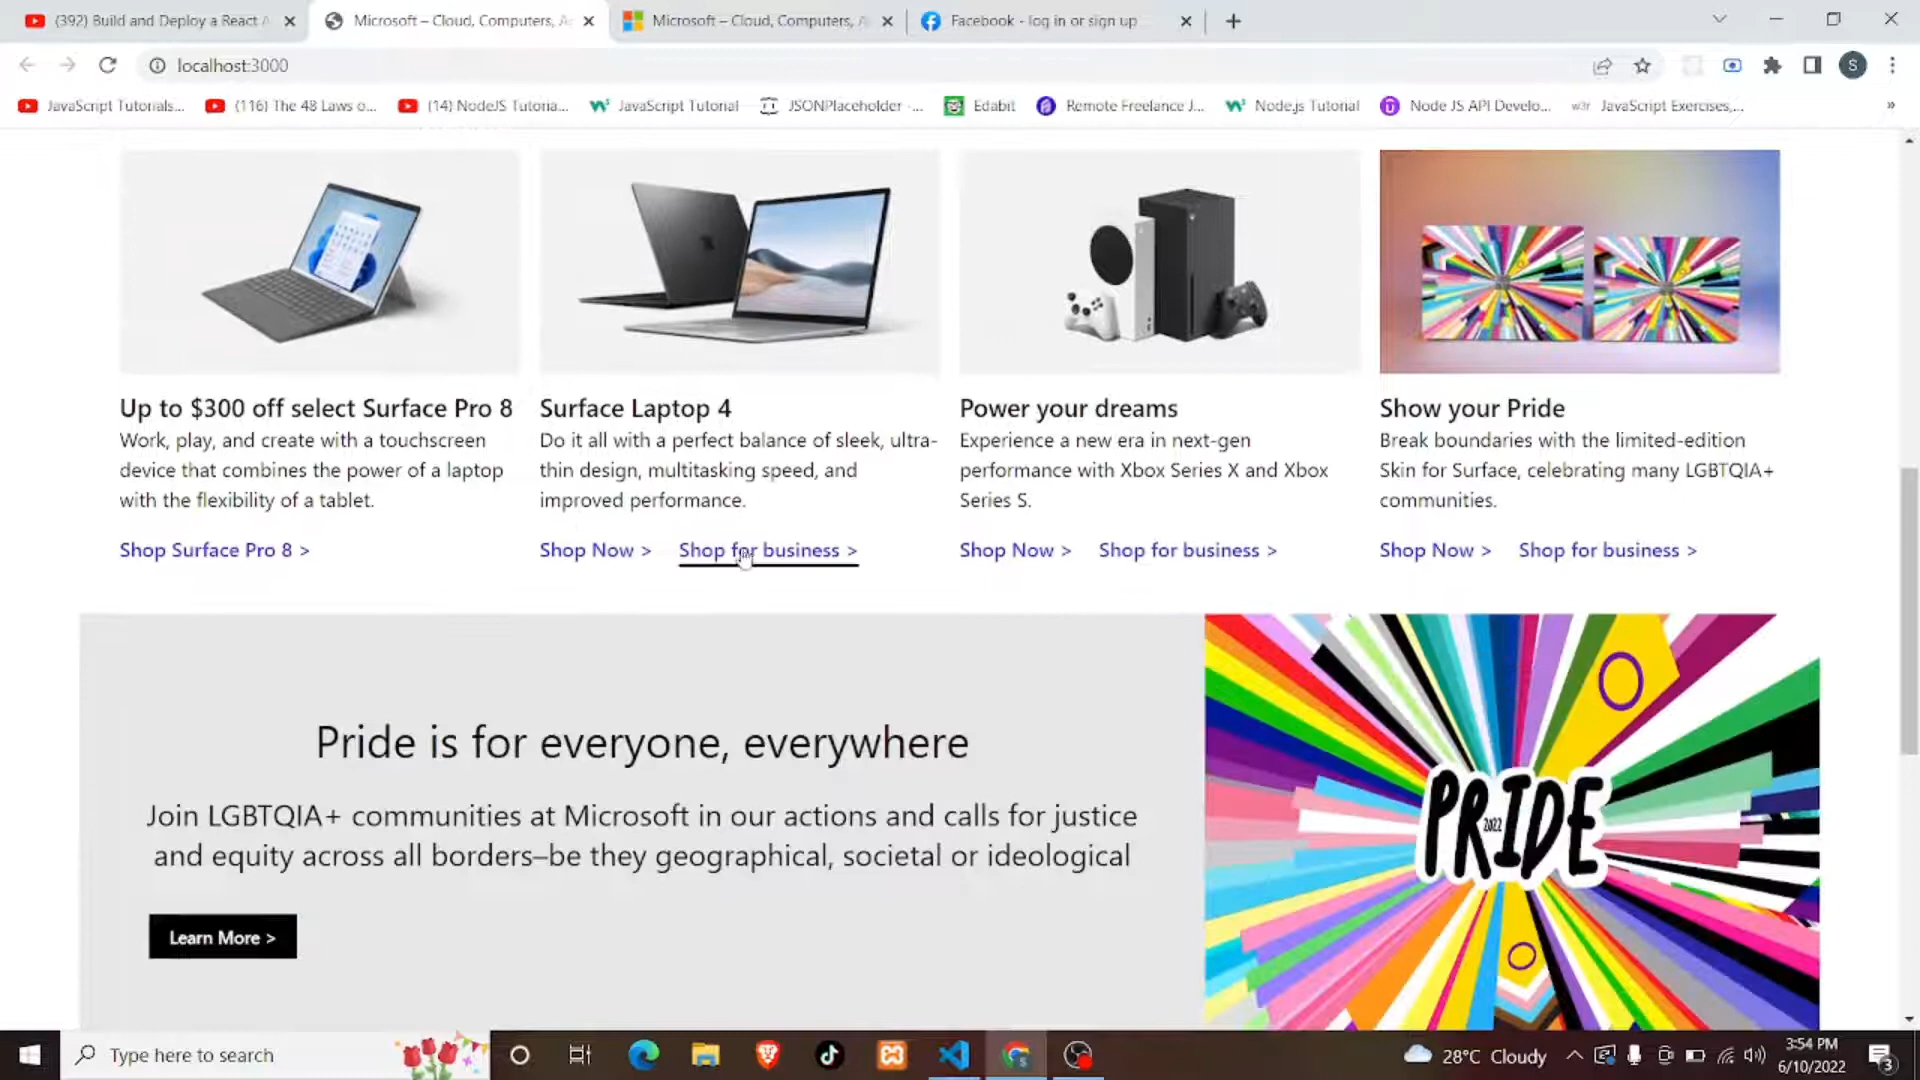 (392) Build and Deploy a React A
Microsoft – Cloud, Computers, A
Microsoft – Cloud, Computers, A
Facebook - log in or sign up
localhost:3000
S
JavaScript Tutorials...
(116) The 48 Laws o...
(14) NodeJS Tutoria...
JavaScript Tutorial
JSONPlaceholder -...
Edabit
Remote Freelance J...
Node.js Tutorial
Node JS API Develo...
w3r JavaScript Exercises,...
»
Up to $300 off select Surface Pro 8
Work, play, and create with a touchscreen
device that combines the power of a laptop
with the flexibility of a tablet.
Shop Surface Pro 8 >
Surface Laptop 4
Do it all with a perfect balance of sleek, ultra-
thin design, multitasking speed, and
improved performance.
Shop Now > Shop for business >
Power your dreams
Experience a new era in next-gen
performance with Xbox Series X and Xbox
Series S.
Shop Now > Shop for business >
Show your Pride
Break boundaries with the limited-edition
Skin for Surface, celebrating many LGBTQIA+
communities.
Shop Now > Shop for business >
Pride is for everyone, everywhere
Join LGBTQIA+ communities at Microsoft in our actions and calls for justice
and equity across all borders–be they geographical, societal or ideological
Learn More >
PRIDE
2022
Type here to search
28°C Cloudy
3:54 PM
6/10/2022
3